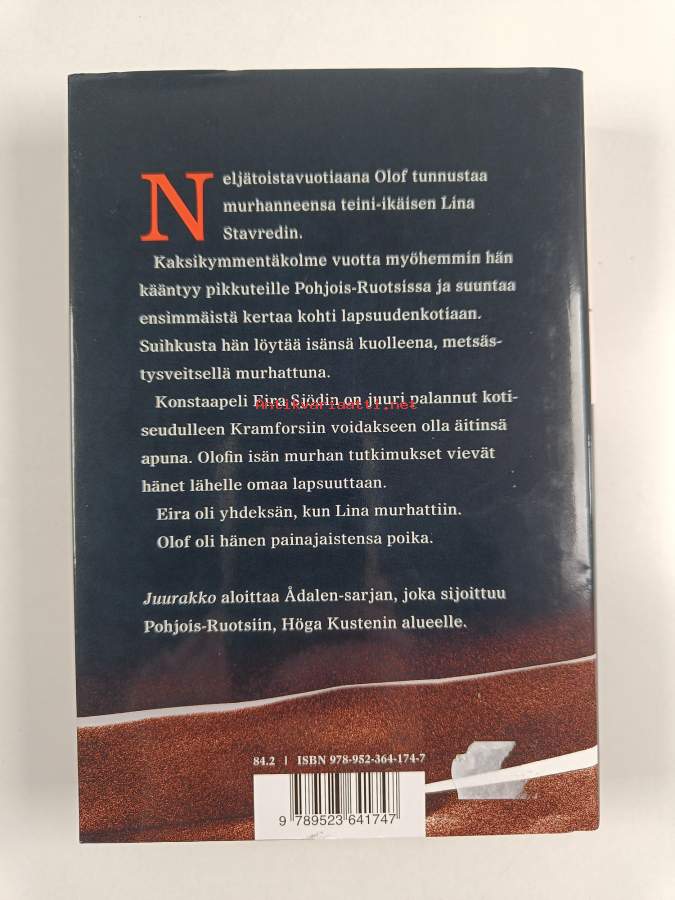 Neljätoistavuotiaana Olof tunnustaa
murhanneensa teini-ikäisen Lina
Stavredin.
Kaksikymmentäkolme vuotta myöhemmin hän
kääntyy pikkuteille Pohjois-Ruotsissa ja suuntaa
ensimmäistä kertaa kohti lapsuudenkotiaan.
Suihkusta hän löytää isänsä kuolleena, metsäs-
tysveitsellä murhattuna.
Konstaapeli Eira Sjödin on juuri palannut koti-
Antikvariaatti.net
seudulleen Kramforsiin voidakseen olla äitinsä
apuna. Olofin isän murhan tutkimukset vievät
hänet lähelle omaa lapsuuttaan.
Eira oli yhdeksän, kun Lina murhattiin.
Olof oli hänen painajaistensa poika.
Juurakko aloittaa Ådalen-sarjan, joka sijoittuu
Pohjois-Ruotsiin, Höga Kustenin alueelle.
84.2 | ISBN 978-952-364-174-7
9 789523 641747